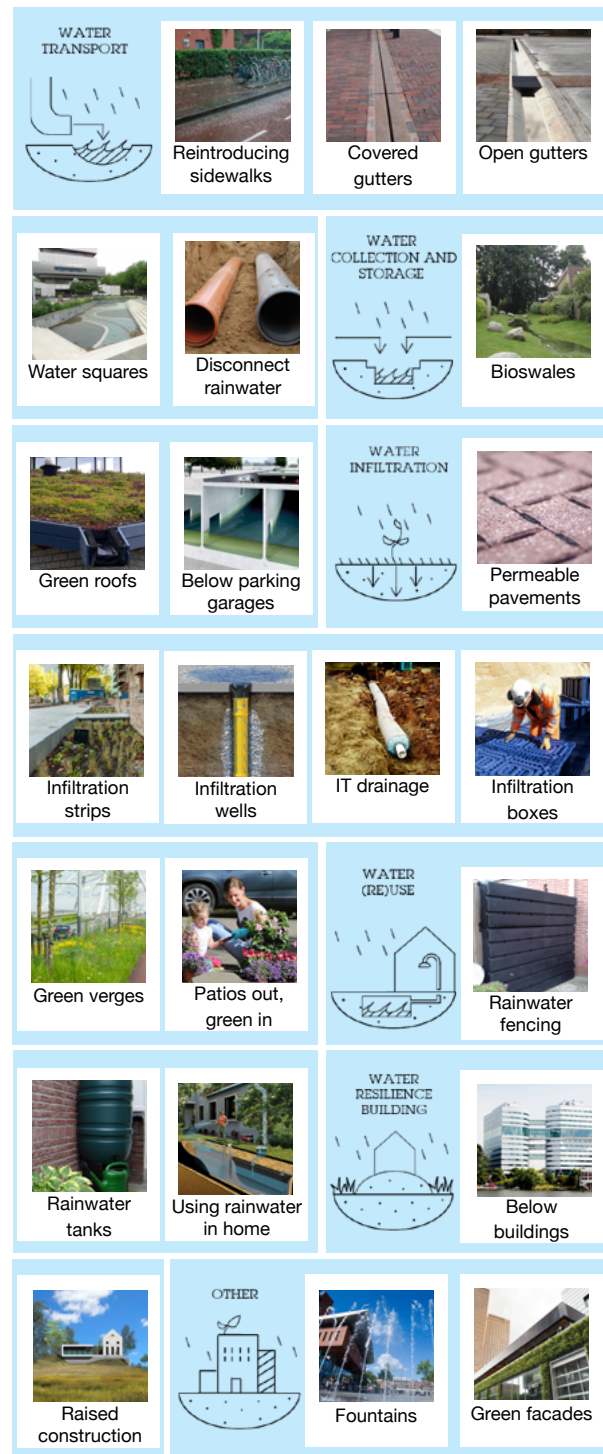 WATER
TRANSPORT
Reintroducing
sidewalks
Covered
gutters
Open gutters
Water squares
Disconnect
rainwater
WATER
COLLECTION AND
STORAGE
Bioswales
Green roofs
Below parking
garages
WATER
INFILTRATION
Permeable
pavements
Infiltration
strips
Infiltration
wells
IT drainage
Infiltration
boxes
Green verges
Patios out,
green in
WATER
(RE)USE
Rainwater
fencing
Rainwater
tanks
Using rainwater
in home
WATER
RESILIENCE
BUILDING
Below
buildings
Raised
construction
OTHER
Fountains
Green facades